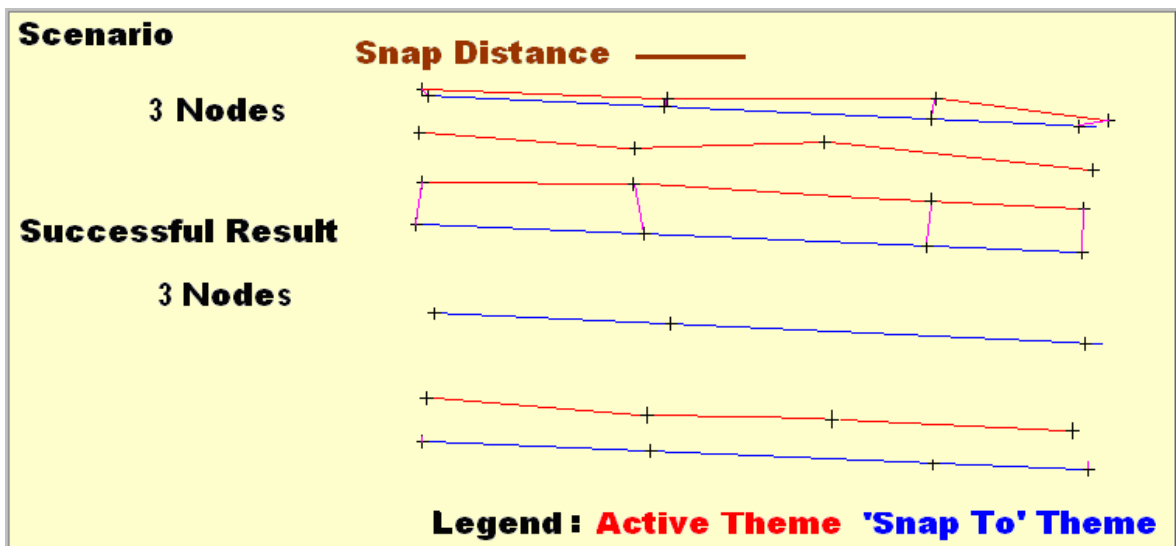 Scenario
Snap Distance
3 Nodes
Successful Result
3 Nodes
Legend : Active Theme 'Snap To' Theme